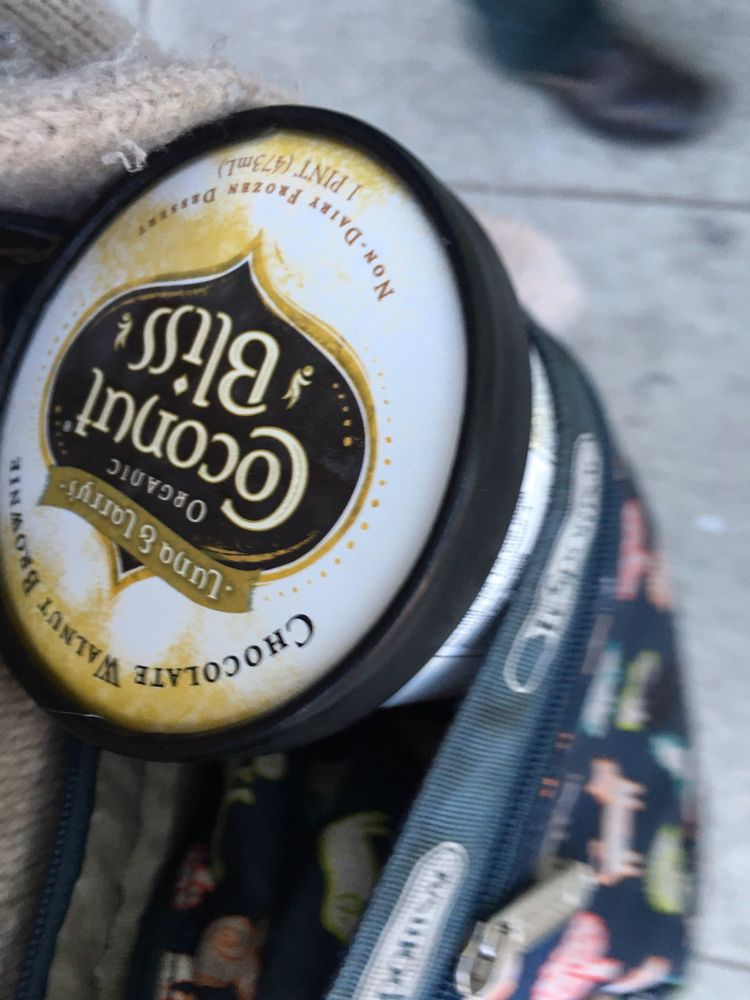 CHOCOLATE WALNUT BROWNIE
Luna & Larry's
ORGANIC
Coconut®
Bliss
NON-DAIRY FROZEN DESSERT
1 PINT (473mL)